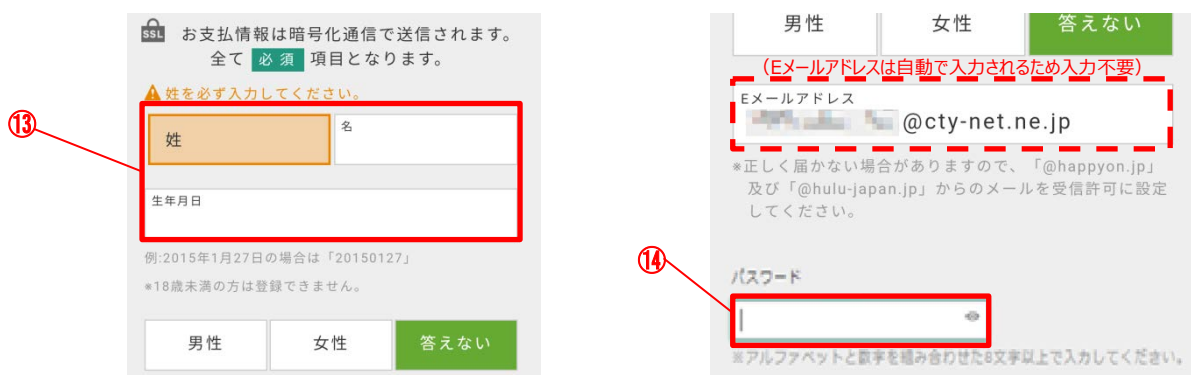 SSL お支払情報は暗号化通信で送信されます。
全て 必須 項目となります。
姓を必ず入力してください。
⑬
姓
名
生年月日
例:2015年1月27日の場合は「20150127」
*18歳未満の方は登録できません。
男性 女性 答えない
男性 女性 答えない
(Eメールアドレスは自動で入力されるため入力不要)
Eメールアドレス
@cty-net.ne.jp
*正しく届かない場合がありますので、「@happyon.jp」
及び「@hulu-japan.jp」からのメールを受信許可に設定
してください。
⑭
パスワード
※アルファベットと数字を組み合わせた8文字以上で入力してください。